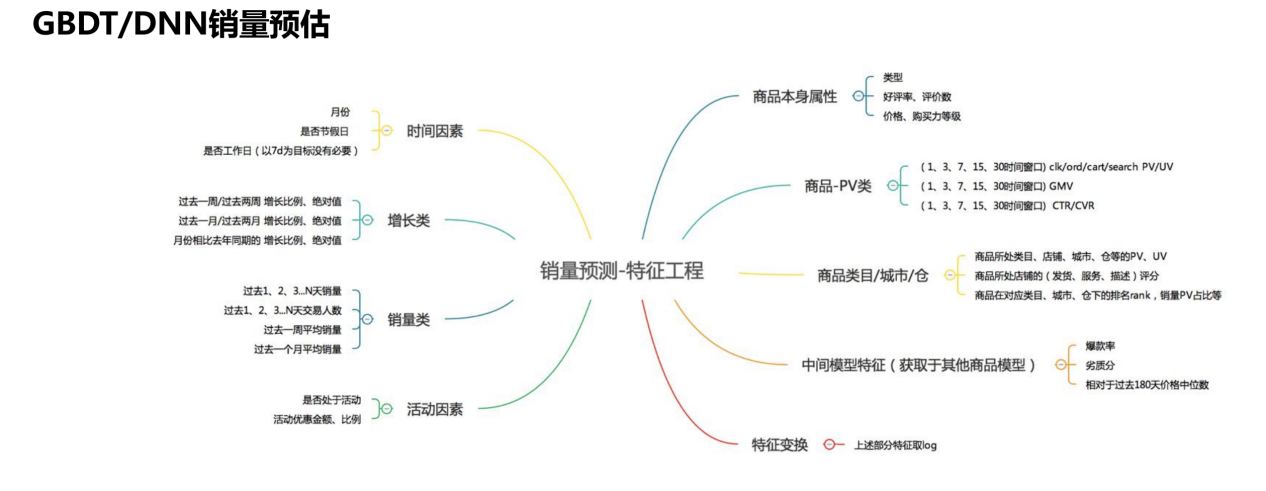 GBDT/DNN销量预估
销量预测-特征工程
时间因素
月份
是否节假日
是否工作日（以7d为目标没有必要）
增长类
过去一周/过去两周 增长比例、绝对值
过去一月/过去两月 增长比例、绝对值
月份相比去年同期的 增长比例、绝对值
销量类
过去1、2、3...N天销量
过去1、2、3...N天交易人数
过去一周平均销量
过去一个月平均销量
活动因素
是否处于活动
活动优惠金额、比例
商品本身属性
类型
好评率、评价数
价格、购买力等级
商品-PV类
（1、3、7、15、30时间窗口) clk/ord/cart/search PV/UV
（1、3、7、15、30时间窗口) GMV
（1、3、7、15、30时间窗口） CTR/CVR
商品类目/城市/仓
商品所处类目、店铺、城市、仓等的PV、UV
商品所处店铺的（发货、服务、描述）评分
商品在对应类目、城市、仓下的排名rank，销量PV占比等
中间模型特征（获取于其他商品模型）
爆款率
劣质分
相对于过去180天价格中位数
特征变换
上述部分特征取log